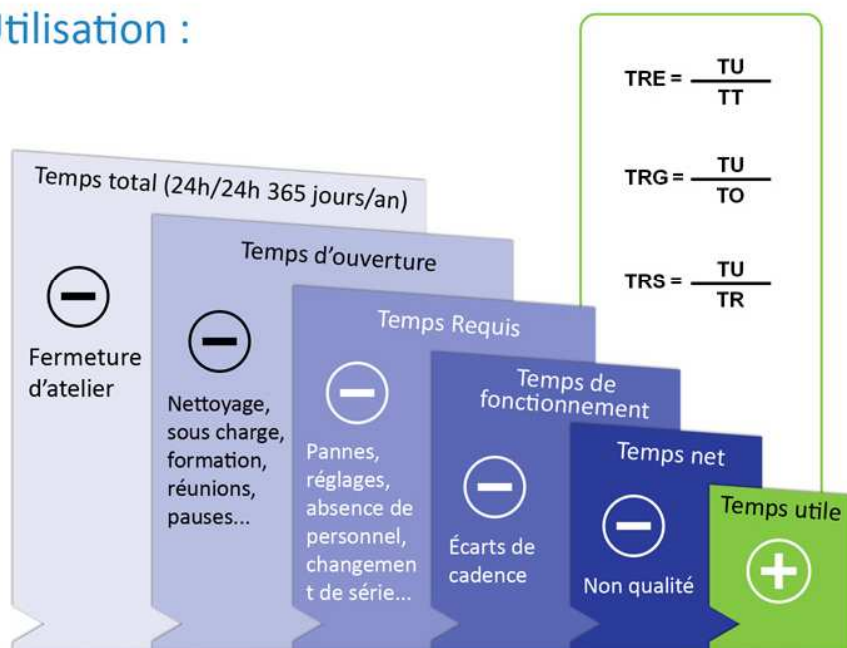 tilisation :
TRE = TU
TT
TRG = TU
TO
TRS = TU
TR
Temps total (24h/24h 365 jours/an)
Fermeture
d'atelier
Temps d'ouverture
Nettoyage,
sous charge,
formation,
réunions,
pauses...
Temps Requis
Pannes,
réglages,
absence de
personnel,
changemen
t de série...
Temps de
fonctionnement
Écarts de
cadence
Temps net
Non qualité
Temps utile